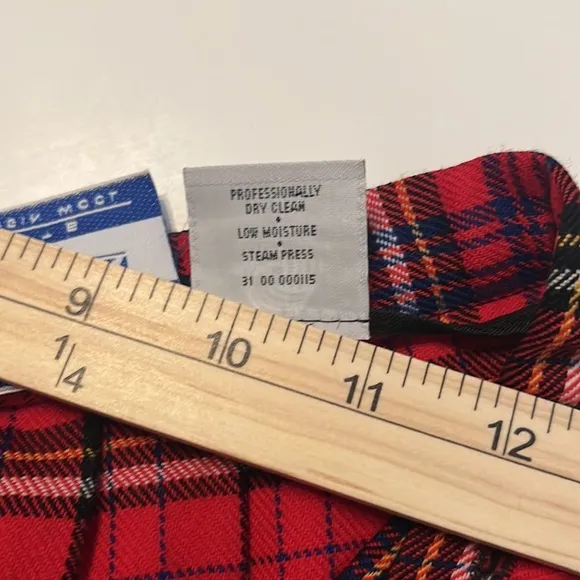 PROFESSIONALLY
DRY CLEAN
•
LOW MOISTURE
•
STEAM PRESS
31 00 000115
9 10 11 12
1/4